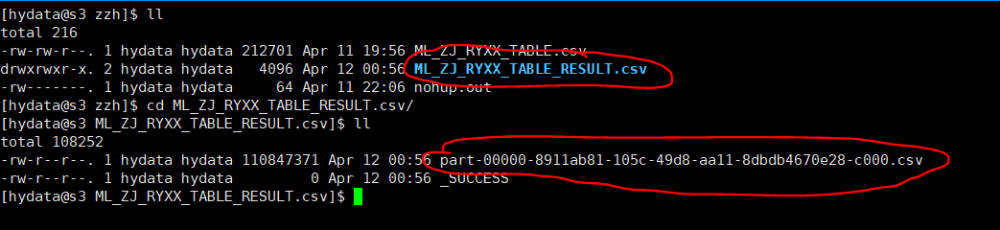 [hydata@s3 zzh]$ ll
total 216
-rw-rw-r--. 1 hydata hydata 212701 Apr 11 19:56 ML_ZJ_RYXX_TABLE.csv
drwxrwxr-x. 2 hydata hydata   4096 Apr 12 00:56 ML_ZJ_RYXX_TABLE_RESULT.csv
-rw-------. 1 hydata hydata     64 Apr 11 22:06 nohup.out
[hydata@s3 zzh]$ cd ML_ZJ_RYXX_TABLE_RESULT.csv/
[hydata@s3 ML_ZJ_RYXX_TABLE_RESULT.csv]$ ll
total 108252
-rw-r--r--. 1 hydata hydata 110847371 Apr 12 00:56 part-00000-8911ab81-105c-49d8-aa11-8dbdb4670e28-c000.csv
-rw-r--r--. 1 hydata hydata         0 Apr 12 00:56 _SUCCESS
[hydata@s3 ML_ZJ_RYXX_TABLE_RESULT.csv]$